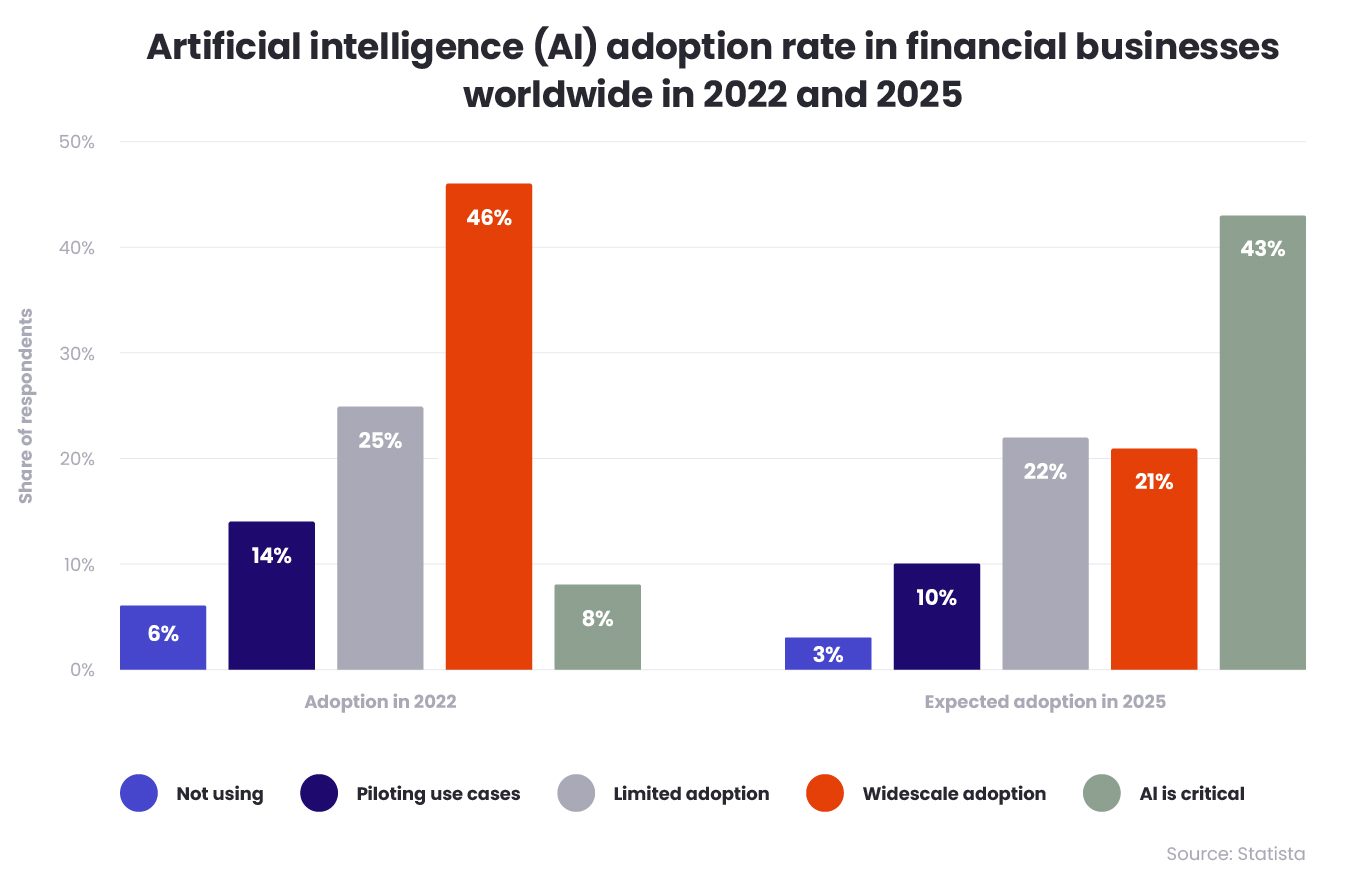 Artificial intelligence (AI) adoption rate in financial businesses
worldwide in 2022 and 2025
Share of respondents
50%
40%
30%
20%
10%
0%
6%
14%
25%
46%
8%
3%
10%
22%
21%
43%
Adoption in 2022
Expected adoption in 2025
Not using
Piloting use cases
Limited adoption
Widescale adoption
AI is critical
Source: Statista